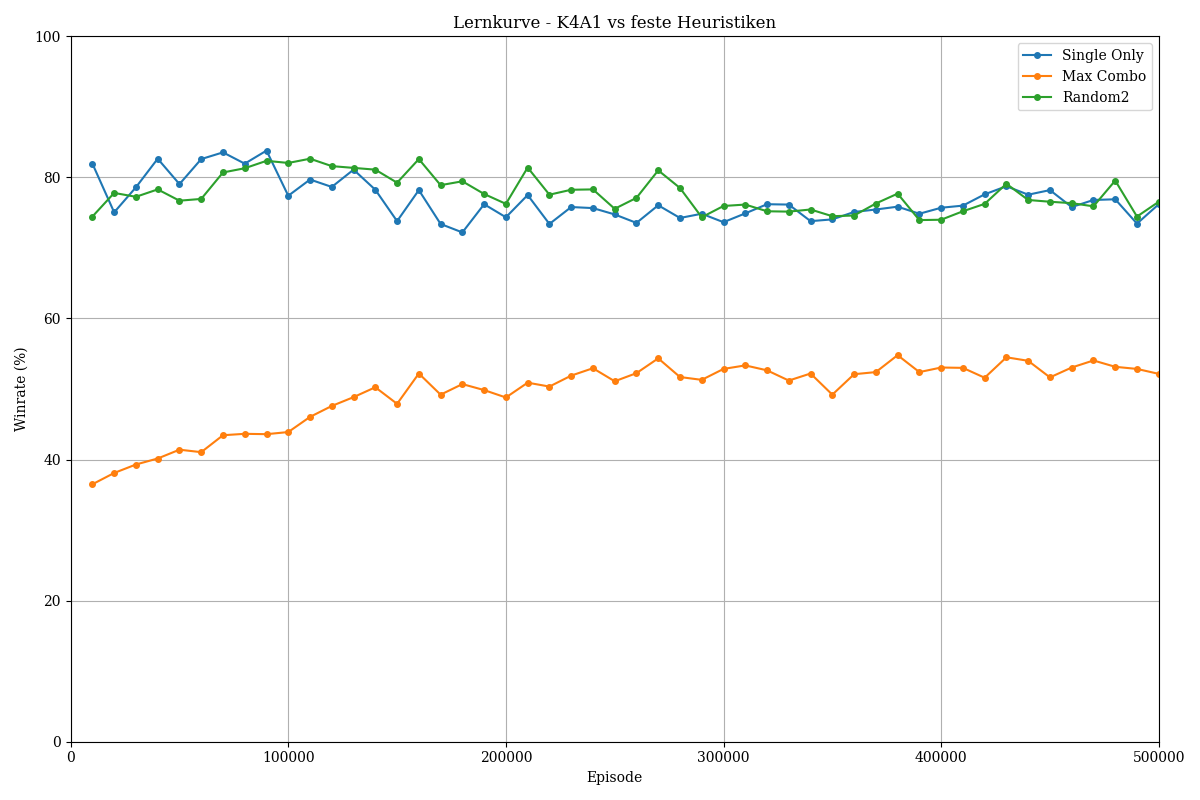 Lernkurve - K4A1 vs feste Heuristiken
Single Only
Max Combo
Random2
Winrate (%)
100
80
60
40
20
0
0 100000 200000 300000 400000 500000
Episode